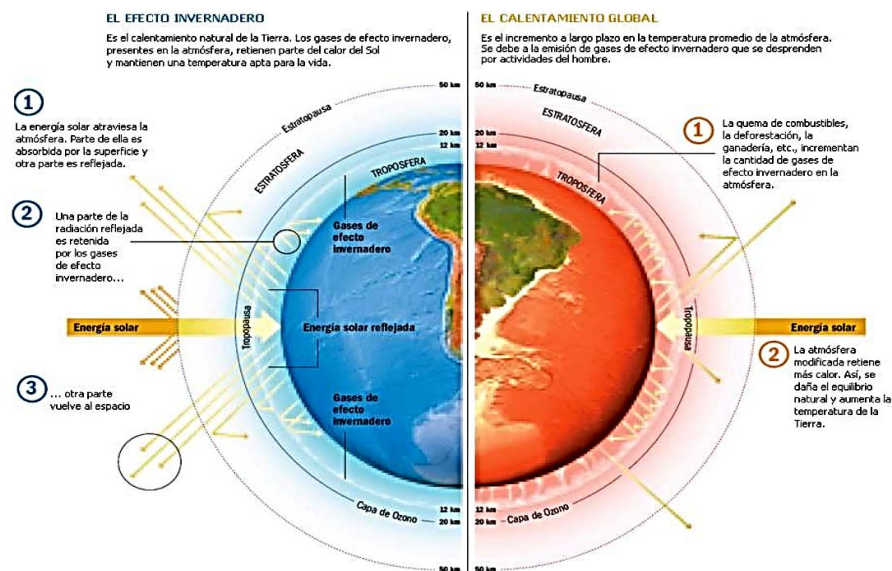 EL EFECTO INVERNADERO
Es el calentamiento natural de la Tierra. Los gases de efecto invernadero,
presentes en la atmósfera, retienen parte del calor del Sol
y mantienen una temperatura apta para la vida.
1
La energía solar atraviesa la
atmósfera. Parte de ella es
absorbida por la superficie y
otra parte es reflejada.
2
Una parte de la
radiación reflejada
es retenida
por los gases
de efecto
invernadero...
Energía solar
3
... otra parte
vuelve al espacio
50 km
Estratopausa
20 km
12 km
ESTRATOSFERA
TROPOSFERA
Gases de
efecto
invernadero
Tropopausa
Energía solar reflejada
Gases de
efecto
invernadero
Capa de Ozono
12 km
20 km
50 km
EL CALENTAMIENTO GLOBAL
Es el incremento a largo plazo en la temperatura promedio de la atmósfera.
Se debe a la emisión de gases de efecto invernadero que se desprenden
por actividades del hombre.
50 km
Estratopausa
ESTRATOSFERA
20 km
12 km
TROPOSFERA
1
La quema de combustibles,
la deforestación, la
ganadería, etc., incrementan
la cantidad de gases de
efecto invernadero en la
atmósfera.
Tropopausa
Energía solar
2
La atmósfera
modificada retiene
más calor. Así, se
daña el equilibrio
natural y aumenta la
temperatura de la
Tierra.
12 km
20 km
Capa de Ozono
50 km